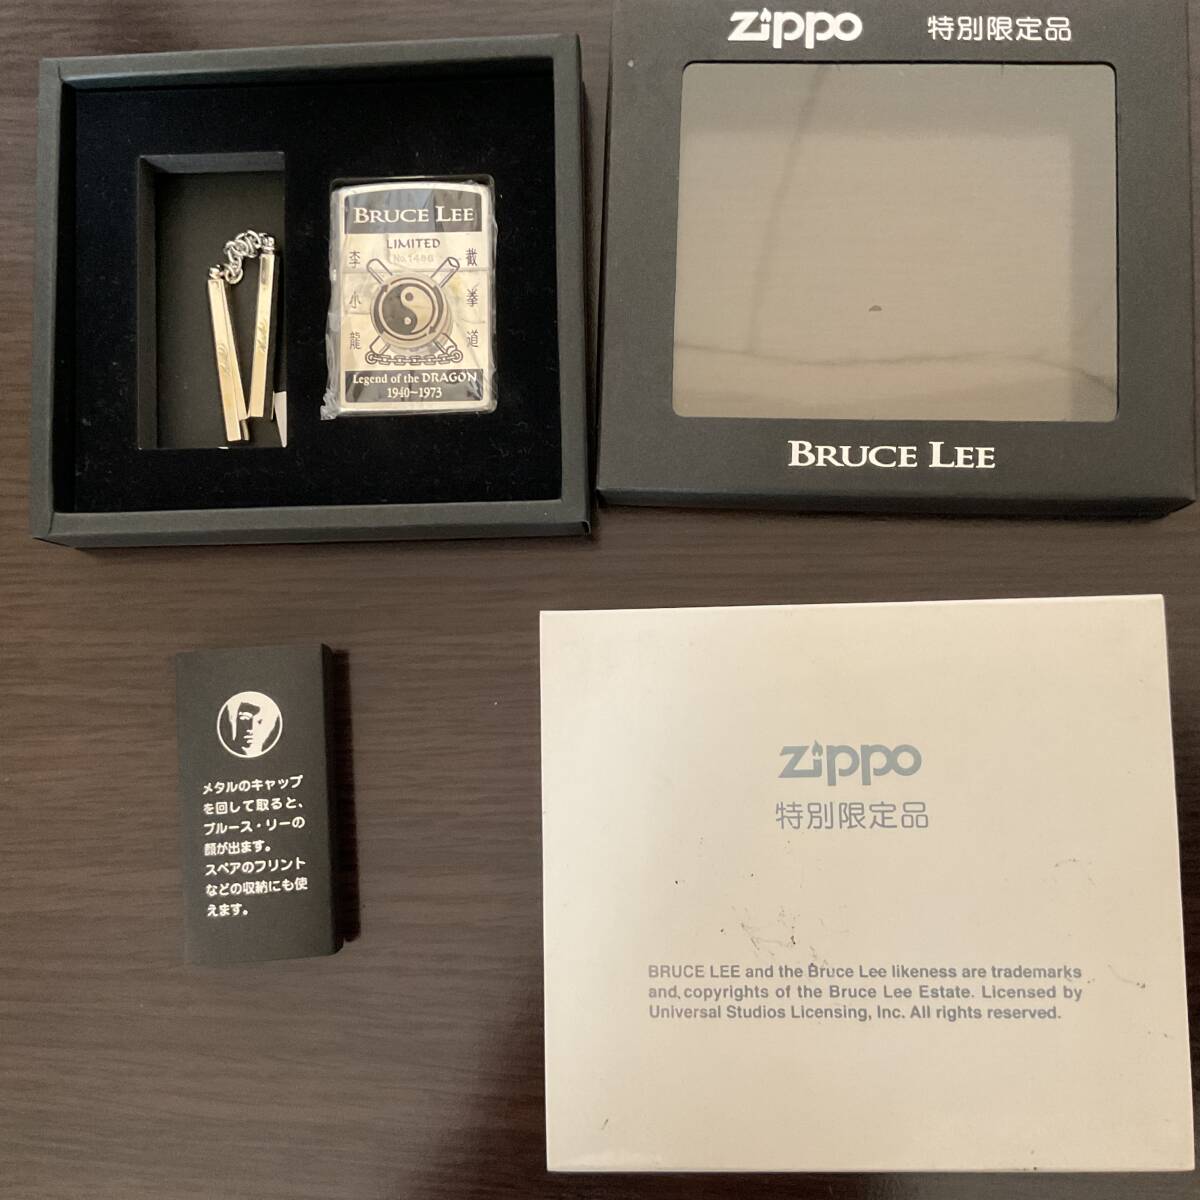 zippo 特別限定品
BRUCE LEE
BRUCE LEE
LIMITED
No.1486
李小龍
截拳道
Legend of the DRAGON
1940~1973
メタルのキャップ
を回して取ると、
ブルース・リーの
顔が出ます。
スペアのフリント
などの収納にも使
えます。
zippo
特別限定品
BRUCE LEE and the Bruce Lee likeness are trademarks
and copyrights of the Bruce Lee Estate. Licensed by
Universal Studios Licensing, Inc. All rights reserved.